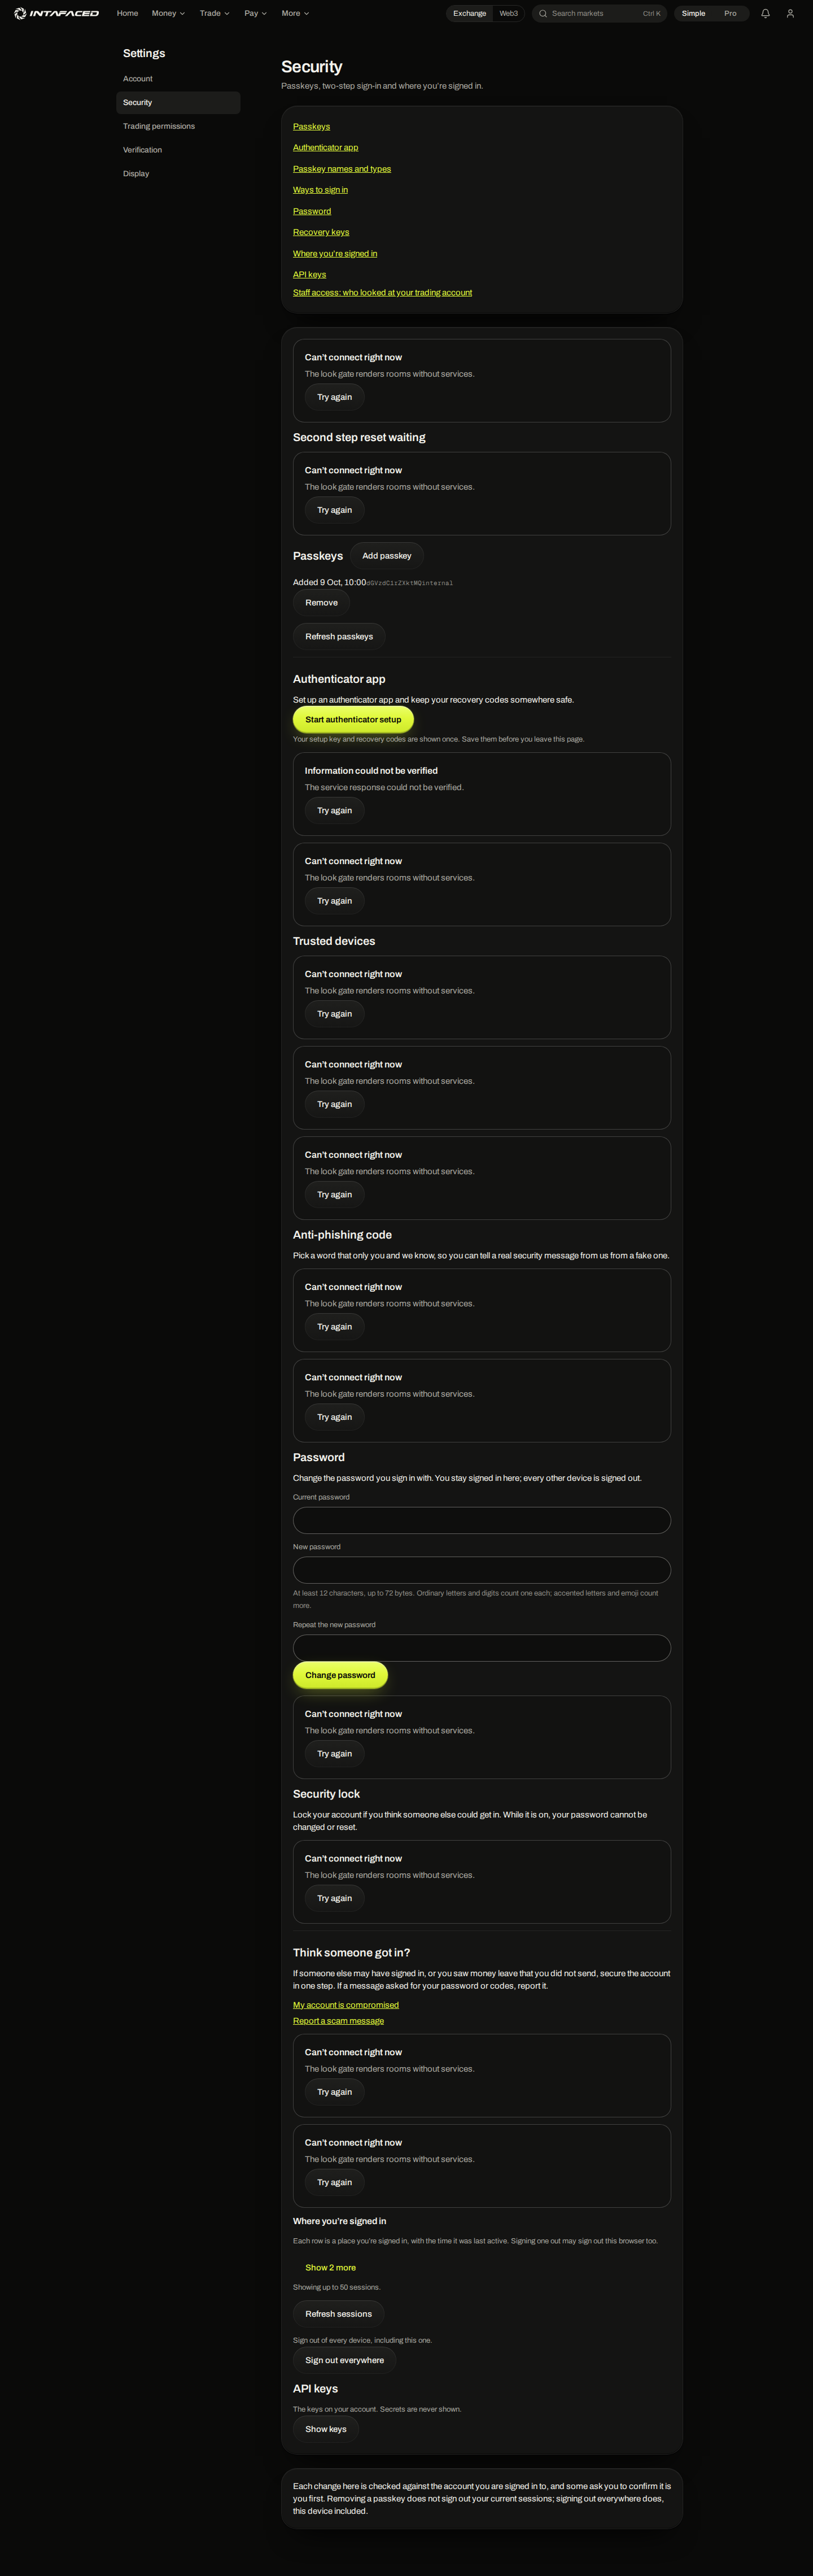 INTAFACED
Home
Money
Trade
Pay
More
Exchange
Web3
Search markets
Ctrl K
Simple
Pro
Settings
Account
Security
Trading permissions
Verification
Display
Security
Passkeys, two-step sign-in and where you're signed in.
Passkeys
Authenticator app
Passkey names and types
Ways to sign in
Password
Recovery keys
Where you're signed in
API keys
Staff access: who looked at your trading account
Can't connect right now
The look gate renders rooms without services.
Try again
Second step reset waiting
Can't connect right now
The look gate renders rooms without services.
Try again
Passkeys
Add passkey
Added 9 Oct, 10:00dGVzdC1rZXktMQinternal
Remove
Refresh passkeys
Authenticator app
Set up an authenticator app and keep your recovery codes somewhere safe.
Start authenticator setup
Your setup key and recovery codes are shown once. Save them before you leave this page.
Information could not be verified
The service response could not be verified.
Try again
Can't connect right now
The look gate renders rooms without services.
Try again
Trusted devices
Can't connect right now
The look gate renders rooms without services.
Try again
Can't connect right now
The look gate renders rooms without services.
Try again
Can't connect right now
The look gate renders rooms without services.
Try again
Anti-phishing code
Pick a word that only you and we know, so you can tell a real security message from us from a fake one.
Can't connect right now
The look gate renders rooms without services.
Try again
Can't connect right now
The look gate renders rooms without services.
Try again
Password
Change the password you sign in with. You stay signed in here; every other device is signed out.
Current password
New password
At least 12 characters, up to 72 bytes. Ordinary letters and digits count one each; accented letters and emoji count
more.
Repeat the new password
Change password
Can't connect right now
The look gate renders rooms without services.
Try again
Security lock
Lock your account if you think someone else could get in. While it is on, your password cannot be
changed or reset.
Can't connect right now
The look gate renders rooms without services.
Try again
Think someone got in?
If someone else may have signed in, or you saw money leave that you did not send, secure the account
in one step. If a message asked for your password or codes, report it.
My account is compromised
Report a scam message
Can't connect right now
The look gate renders rooms without services.
Try again
Can't connect right now
The look gate renders rooms without services.
Try again
Where you're signed in
Each row is a place you're signed in, with the time it was last active. Signing one out may sign out this browser too.
Show 2 more
Showing up to 50 sessions.
Refresh sessions
Sign out of every device, including this one.
Sign out everywhere
API keys
The keys on your account. Secrets are never shown.
Show keys
Each change here is checked against the account you are signed in to, and some ask you to confirm it is
you first. Removing a passkey does not sign out your current sessions; signing out everywhere does,
this device included.